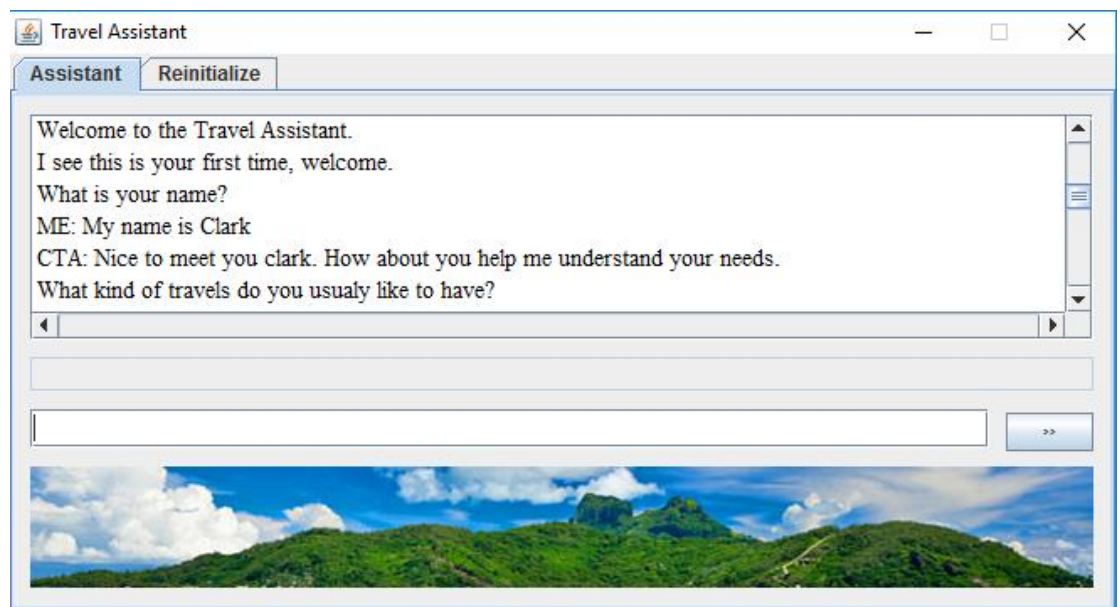 Travel Assistant
Assistant Reinitialize
Welcome to the Travel Assistant.
I see this is your first time, welcome.
What is your name?
ME: My name is Clark
CTA: Nice to meet you clark. How about you help me understand your needs.
What kind of travels do you usualy like to have?
>>